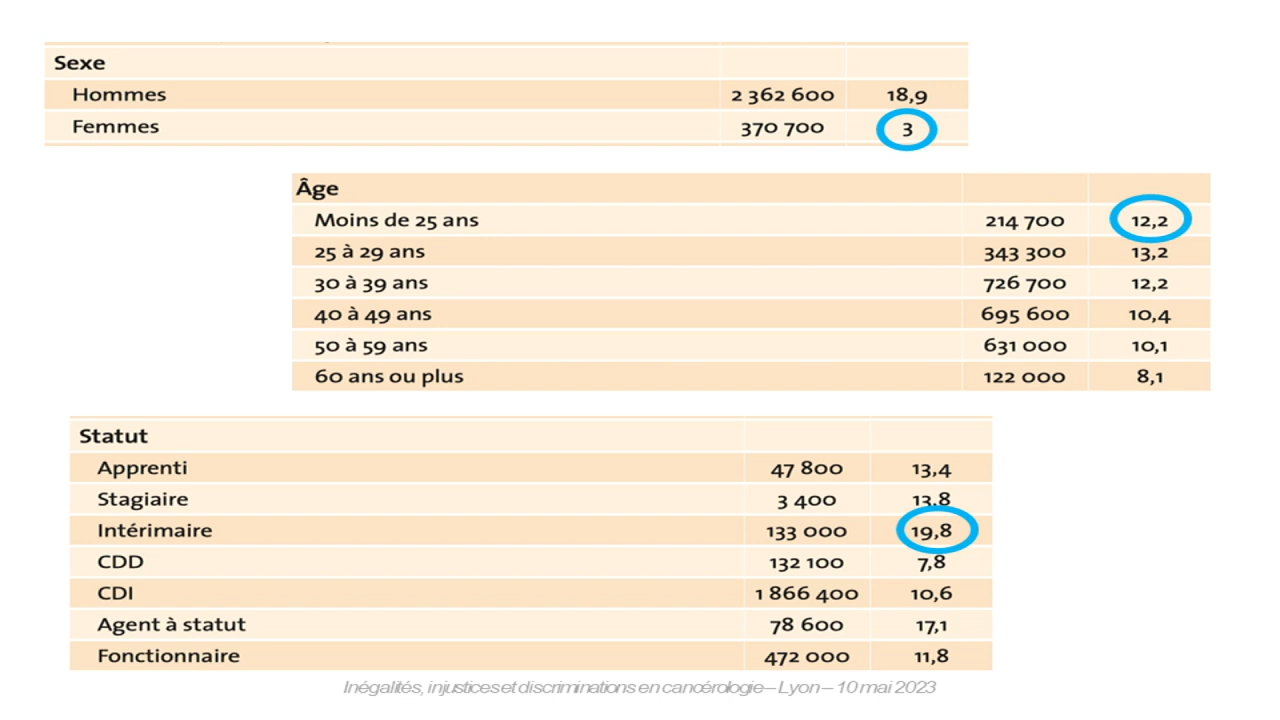 Sexe
Hommes 2 362 600 18,9
Femmes 370 700 3
Âge
Moins de 25 ans 214 700 12,2
25 à 29 ans 343 300 13,2
30 à 39 ans 726 700 12,2
40 à 49 ans 695 600 10,4
50 à 59 ans 631 000 10,1
60 ans ou plus 122 000 8,1
Statut
Apprenti 47 800 13,4
Stagiaire 3 400 13,8
Intérimaire 133 000 19,8
CDD 132 100 7,8
CDI 1 866 400 10,6
Agent à statut 78 600 17,1
Fonctionnaire 472 000 11,8
Inégalités, injustices et discriminations en cancérologie – Lyon – 10 mai 2023